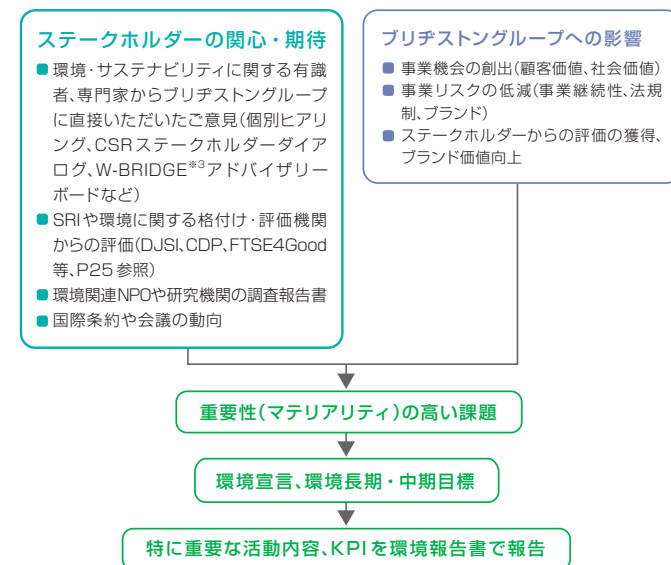 ステークホルダーの関心・期待
環境・サステナビリティに関する有識
者、専門家からブリヂストングループ
に直接いただいたご意見(個別ヒアリ
ング、CSRステークホルダーダイア
ログ、W-BRIDGE※3アドバイザリー
ボードなど)
SRIや環境に関する格付け・評価機関
からの評価(DJSI、CDP、FTSE4Good
等、P25参照)
環境関連NPOや研究機関の調査報告書
国際条約や会議の動向
ブリヂストングループへの影響
事業機会の創出(顧客価値、社会価値)
事業リスクの低減(事業継続性、法規
制、ブランド)
ステークホルダーからの評価の獲得、
ブランド価値向上
重要性(マテリアリティ)の高い課題
環境宣言、環境長期・中期目標
特に重要な活動内容、KPIを環境報告書で報告